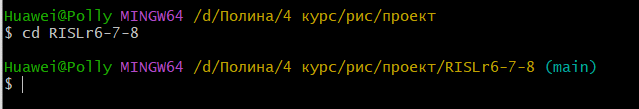 Huawei@Polly MINGW64 /d/Полина/4 курс/рис/проект
$ cd RISLr6-7-8
Huawei@Polly MINGW64 /d/Полина/4 курс/рис/проект/RISLr6-7-8 (main)
$